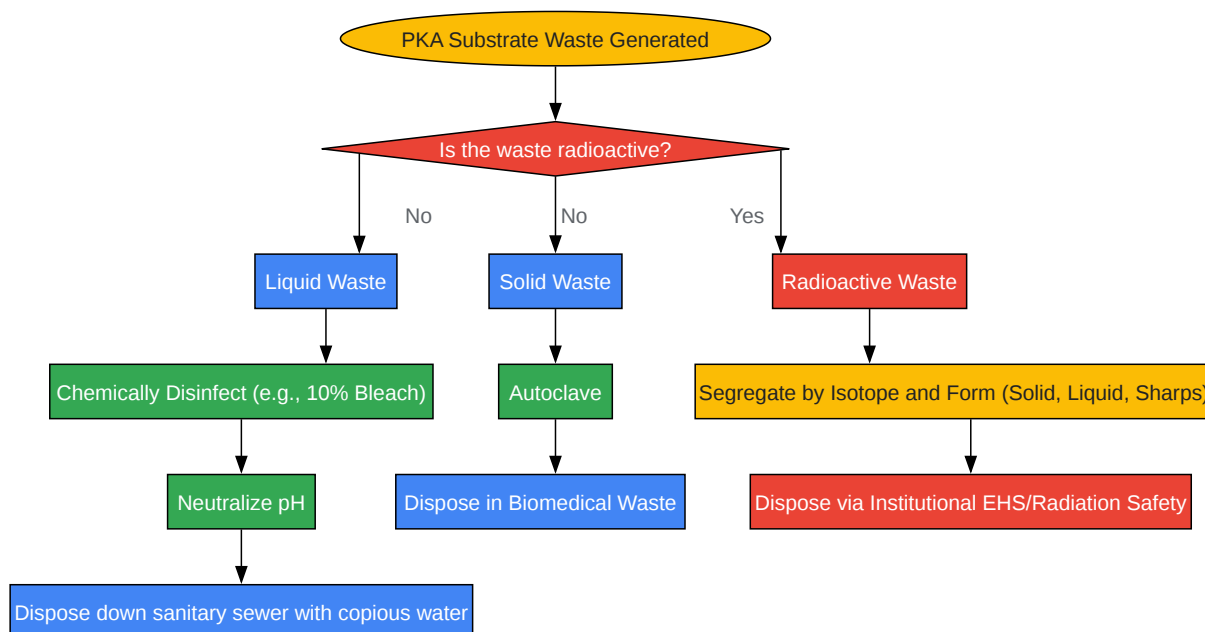 PKA Substrate Waste Generated
Is the waste radioactive?
No
No
Yes
Liquid Waste
Solid Waste
Radioactive Waste
Chemically Disinfect (e.g., 10% Bleach)
Autoclave
Segregate by Isotope and Form (Solid, Liquid, Sharps)
Neutralize pH
Dispose in Biomedical Waste
Dispose via Institutional EHS/Radiation Safety
Dispose down sanitary sewer with copious water